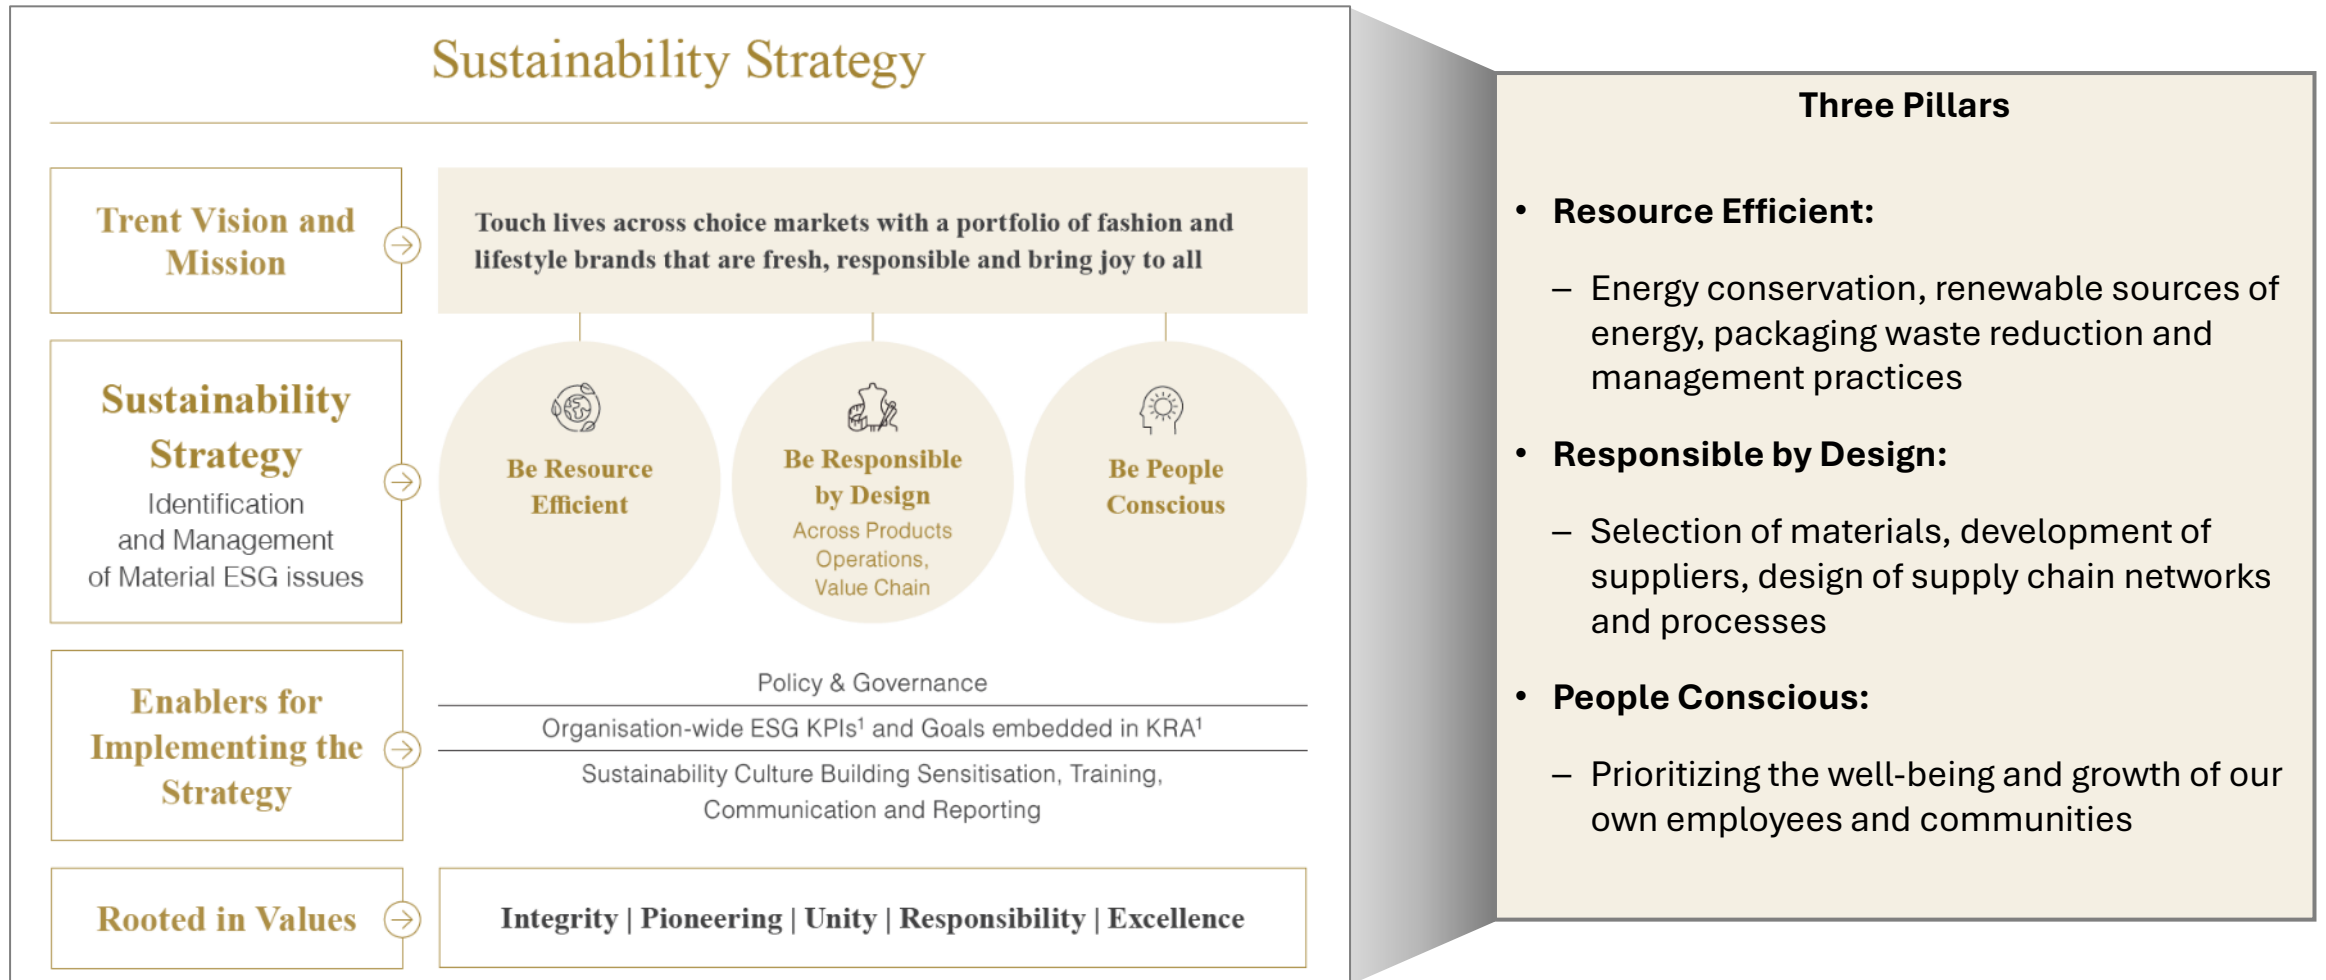 Sustainability Strategy
Trent Vision and
Mission
Touch lives across choice markets with a portfolio of fashion and
lifestyle brands that are fresh, responsible and bring joy to all
Sustainability
Strategy
Identification
and Management
of Material ESG issues
Be Resource
Efficient
Be Responsible
by Design
Across Products
Operations,
Value Chain
Be People
Conscious
Enablers for
Implementing the
Strategy
Policy & Governance
Organisation-wide ESG KPIs¹ and Goals embedded in KRA¹
Sustainability Culture Building Sensitisation, Training,
Communication and Reporting
Rooted in Values
Integrity | Pioneering | Unity | Responsibility | Excellence
Three Pillars
• Resource Efficient:
– Energy conservation, renewable sources of
energy, packaging waste reduction and
management practices
• Responsible by Design:
– Selection of materials, development of
suppliers, design of supply chain networks
and processes
• People Conscious:
– Prioritizing the well-being and growth of our
own employees and communities